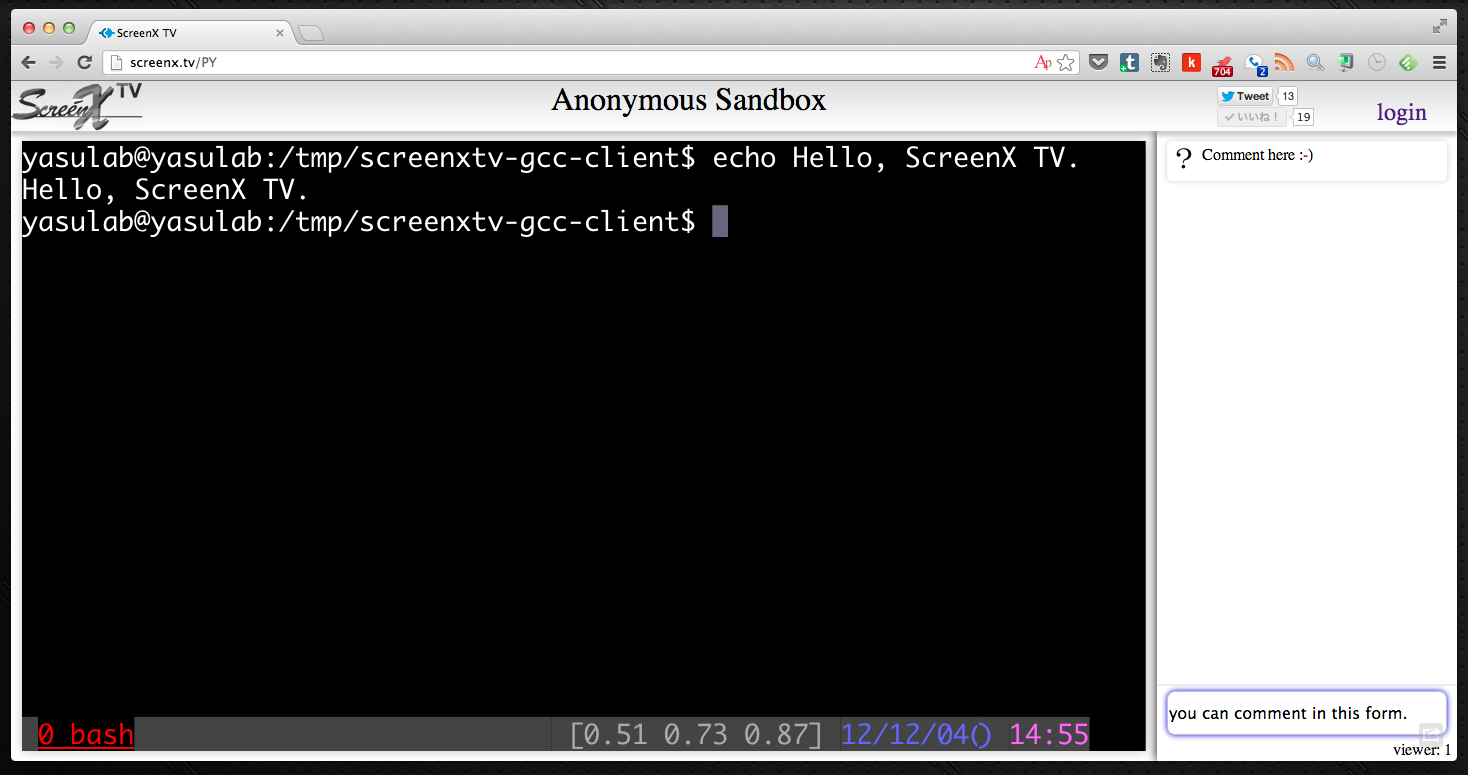 ScreenX TV
screenx.tv/PY
704
2
ScreenX TV
Anonymous Sandbox
Tweet 13
いいね！ 19
login
yasulab@yasulab:/tmp/screenxtv-gcc-client$ echo Hello, ScreenX TV.
Hello, ScreenX TV.
yasulab@yasulab:/tmp/screenxtv-gcc-client$
? Comment here :-)
0 bash [0.51 0.73 0.87] 12/12/04() 14:55
you can comment in this form.
viewer: 1